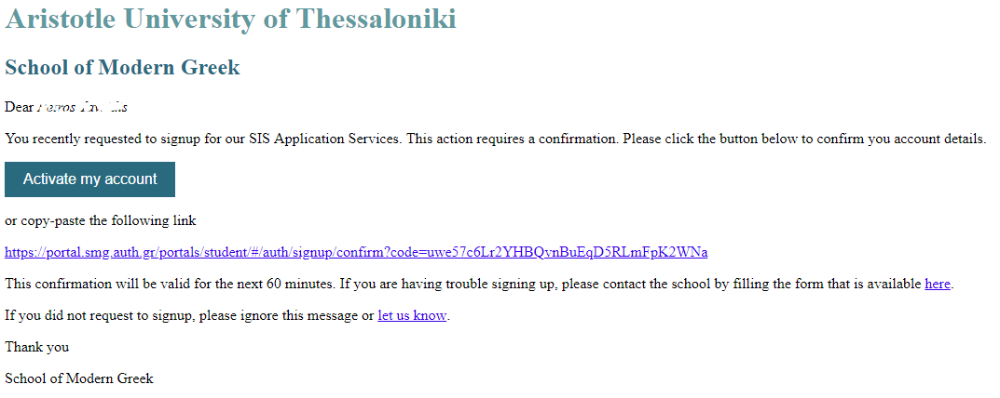 Aristotle University of Thessaloniki
School of Modern Greek
Dear
You recently requested to signup for our SIS Application Services. This action requires a confirmation. Please click the button below to confirm you account details.
Activate my account
or copy-paste the following link
https://portal.smg.auth.gr/portals/student/#/auth/signup/confirm?code=uwe57c6Lr2YHBQvnBuEqD5RLmFpK2WNa
This confirmation will be valid for the next 60 minutes. If you are having trouble signing up, please contact the school by filling the form that is available here.
If you did not request to signup, please ignore this message or let us know.
Thank you
School of Modern Greek